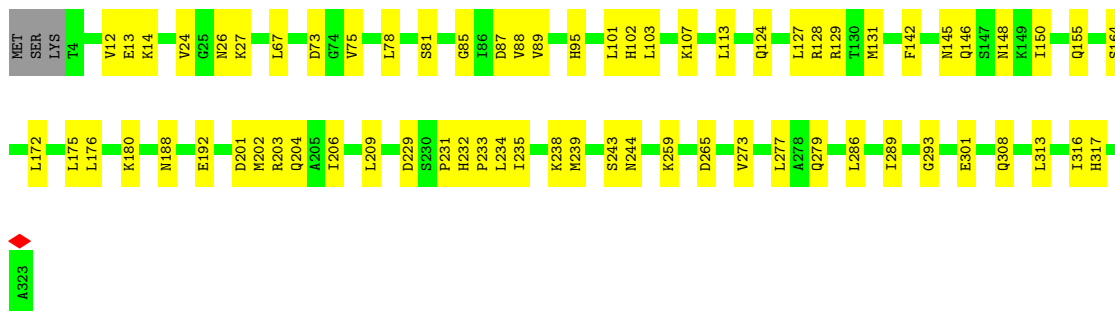 MET SER LYS T4 V12 E13 K14 V24 G25 N26 K27 L67 D73 G74 V75 L78 S81 G85 I86 D87 V88 V89 H95 L101 H102 L103 K107 L113 Q124 L127 R128 R129 T130 M131 F142 N145 Q146 S147 N148 K149 I150 Q155 S164
L172 L175 L176 K180 N188 E192 D201 M202 R203 Q204 A205 I206 L209 D229 S230 P231 H232 P233 L234 I235 K238 M239 S243 N244 K259 D265 V273 L277 A278 Q279 L286 I289 G293 E301 Q308 L313 I316 H317
A323